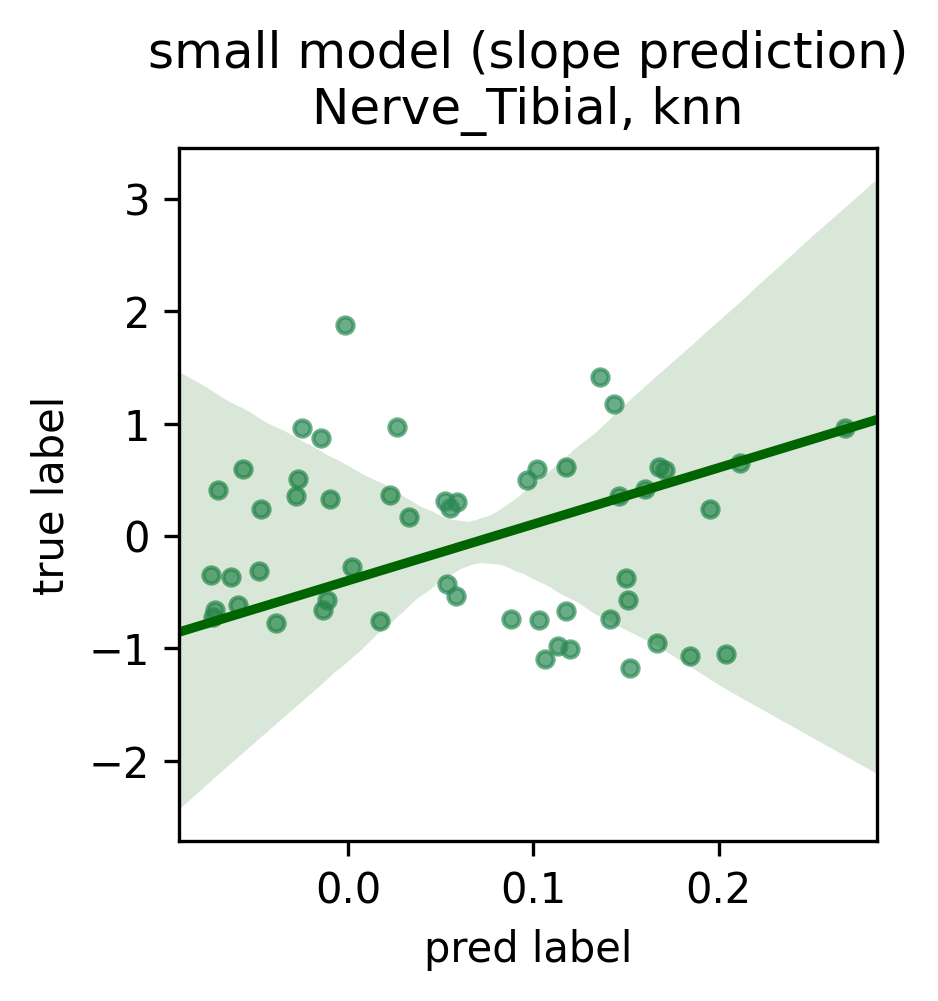 small model (slope prediction)
Nerve_Tibial, knn
3
2
1
0
−1
−2
true label
0.0 0.1 0.2
pred label